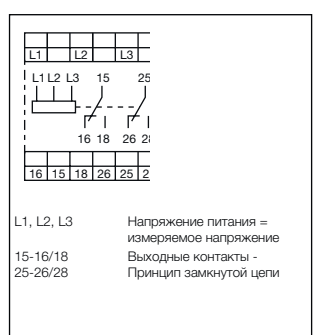 L1 L2 L3
L1 L2 L3 15 25
16 18 26
16 15 18 26 25 2
L1, L2, L3 Напряжение питания =
измеряемое напряжение
15-16/18 Выходные контакты -
25-26/28 Принцип замкнутой цепи